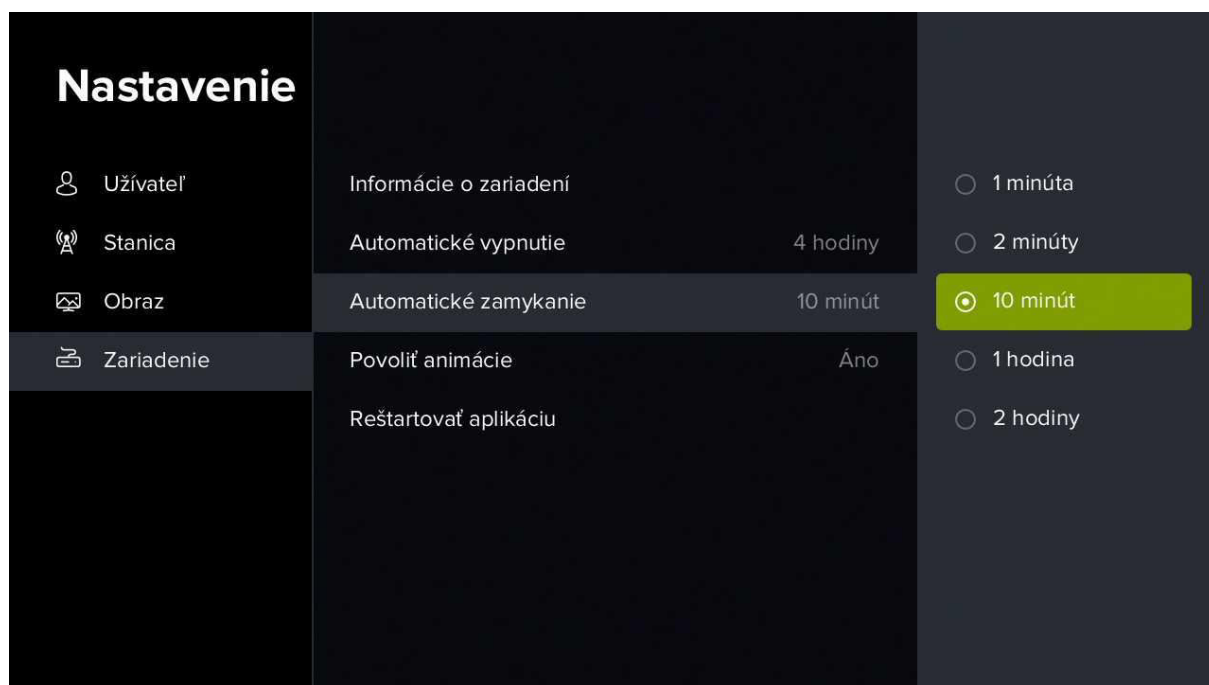 Nastavenie
Užívateľ
Stanica
Obraz
Zariadenie
Informácie o zariadení
Automatické vypnutie 4 hodiny
Automatické zamykanie 10 minút
Povoliť animácie Áno
Reštartovať aplikáciu
1 minúta
2 minúty
10 minút
1 hodina
2 hodiny